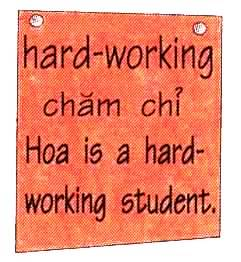 hard-working
chăm chỉ
Hoa is a hard-
working student.